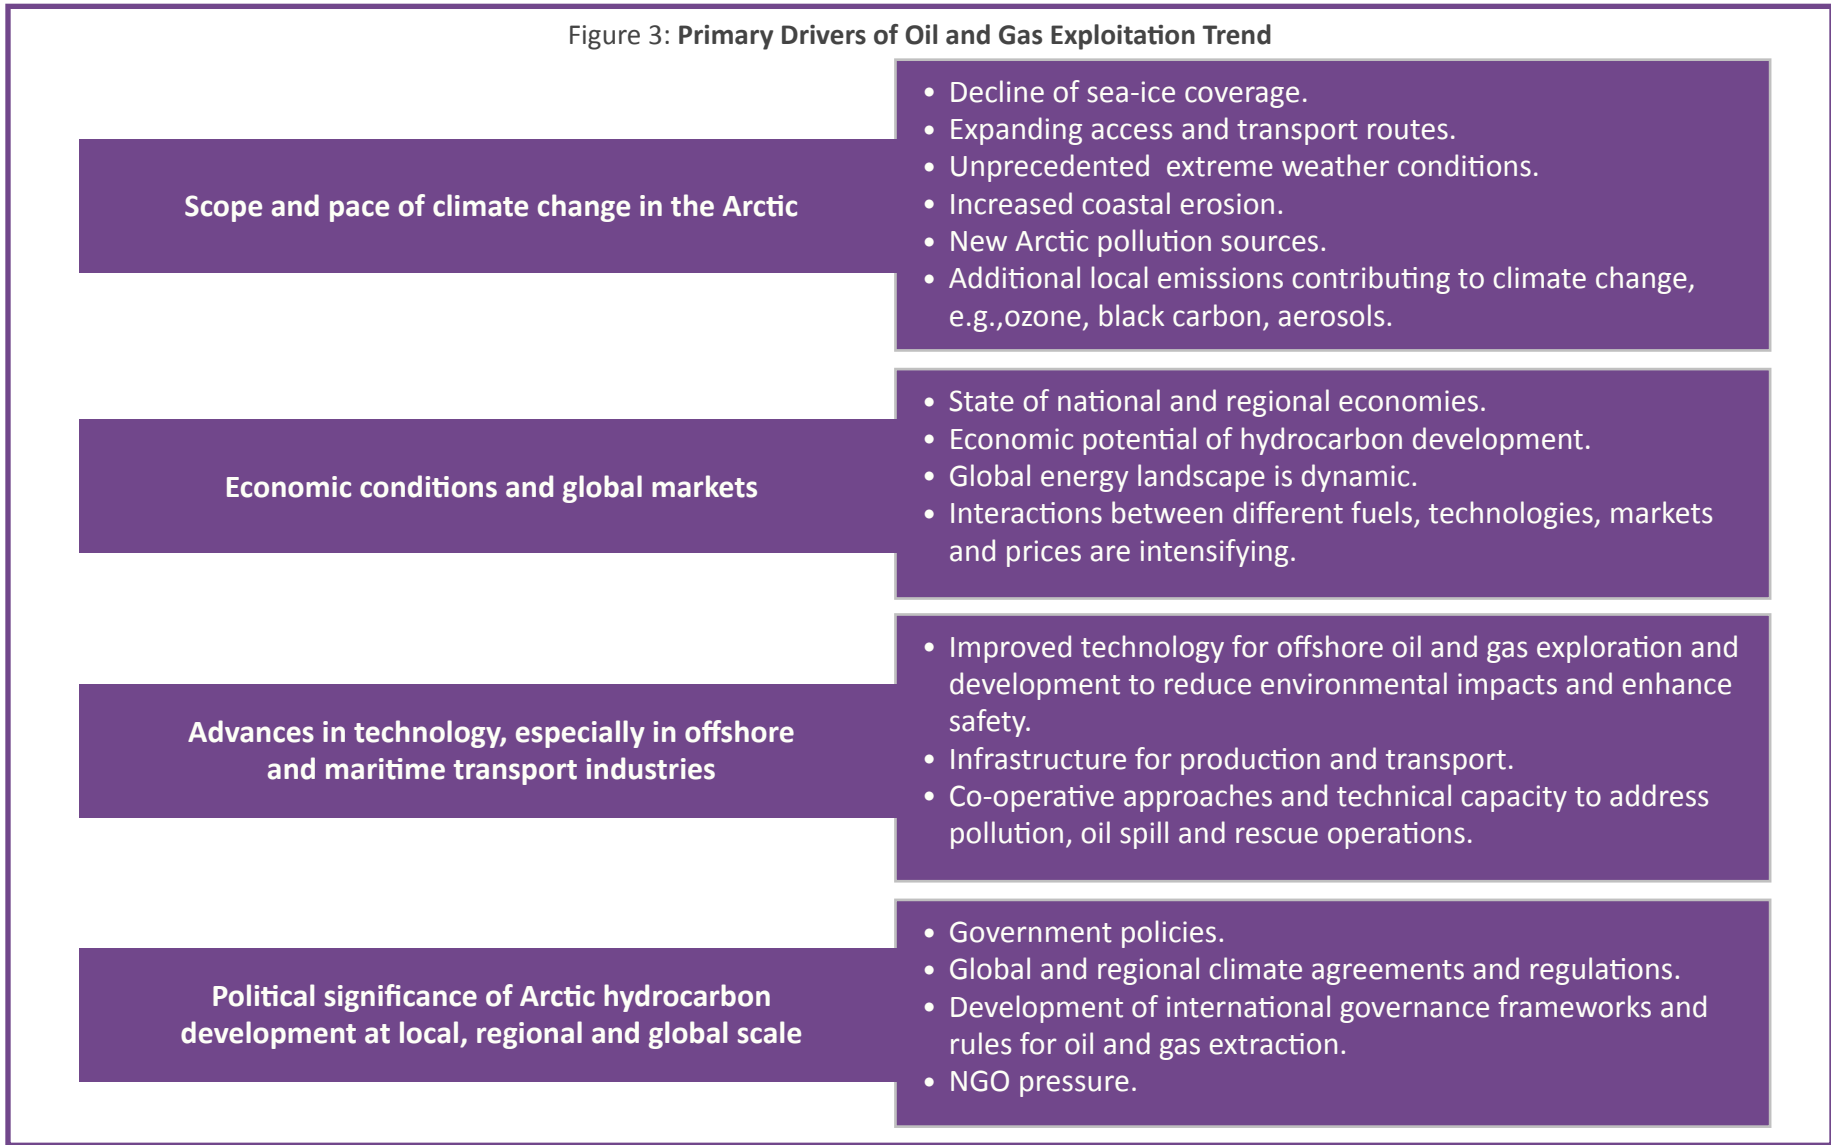 Figure 3: Primary Drivers of Oil and Gas Exploitation Trend
Scope and pace of climate change in the Arctic
• Decline of sea-ice coverage.
• Expanding access and transport routes.
• Unprecedented  extreme weather conditions.
• Increased coastal erosion.
• New Arctic pollution sources.
• Additional local emissions contributing to climate change,
e.g.,ozone, black carbon, aerosols.
Economic conditions and global markets
• State of national and regional economies.
• Economic potential of hydrocarbon development.
• Global energy landscape is dynamic.
• Interactions between different fuels, technologies, markets
and prices are intensifying.
Advances in technology, especially in offshore
and maritime transport industries
• Improved technology for offshore oil and gas exploration and
development to reduce environmental impacts and enhance
safety.
• Infrastructure for production and transport.
• Co-operative approaches and technical capacity to address
pollution, oil spill and rescue operations.
Political significance of Arctic hydrocarbon
development at local, regional and global scale
• Government policies.
• Global and regional climate agreements and regulations.
• Development of international governance frameworks and
rules for oil and gas extraction.
• NGO pressure.